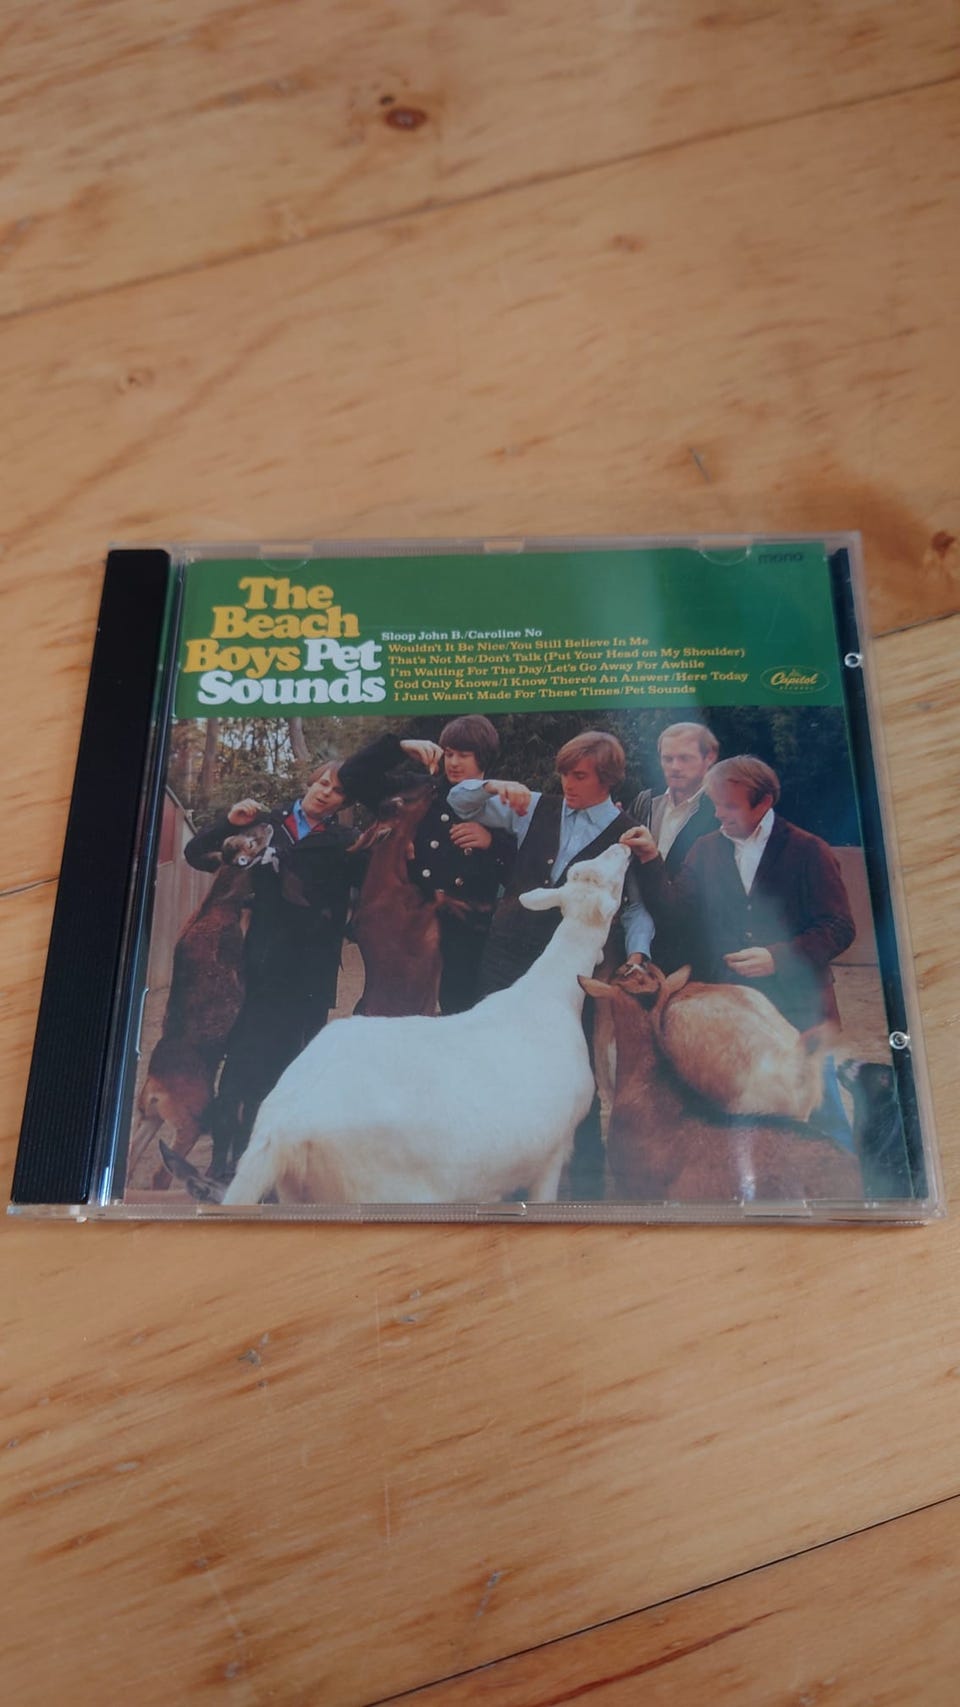 mono
The
Beach
Boys Pet
Sounds
Sloop John B./Caroline No
Wouldn't It Be Nice/You Still Believe In Me
That's Not Me/Don't Talk (Put Your Head on My Shoulder)
I'm Waiting For The Day/Let's Go Away For Awhile
God Only Knows/I Know There's An Answer/Here Today
I Just Wasn't Made For These Times/Pet Sounds
Capitol
RECORDS